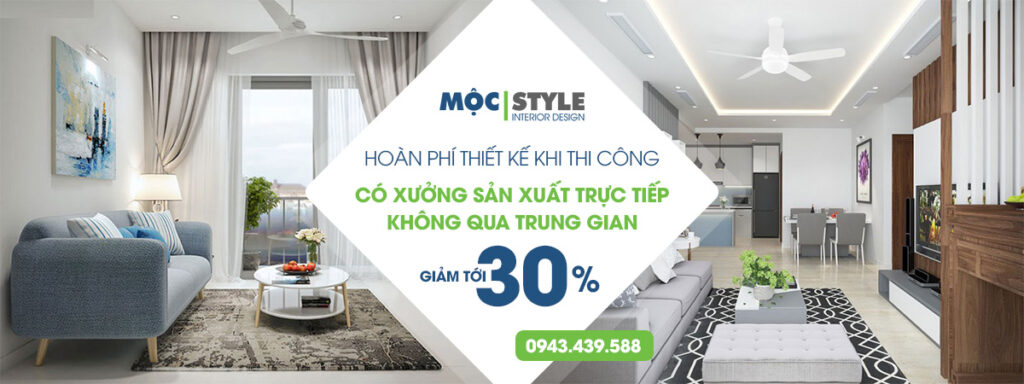 MỘC|STYLE
INTERIOR DESIGN
HOÀN PHÍ THIẾT KẾ KHI THI CÔNG
CÓ XƯỞNG SẢN XUẤT TRỰC TIẾP
KHÔNG QUA TRUNG GIAN
GIẢM TỚI 30%
0943.439.588